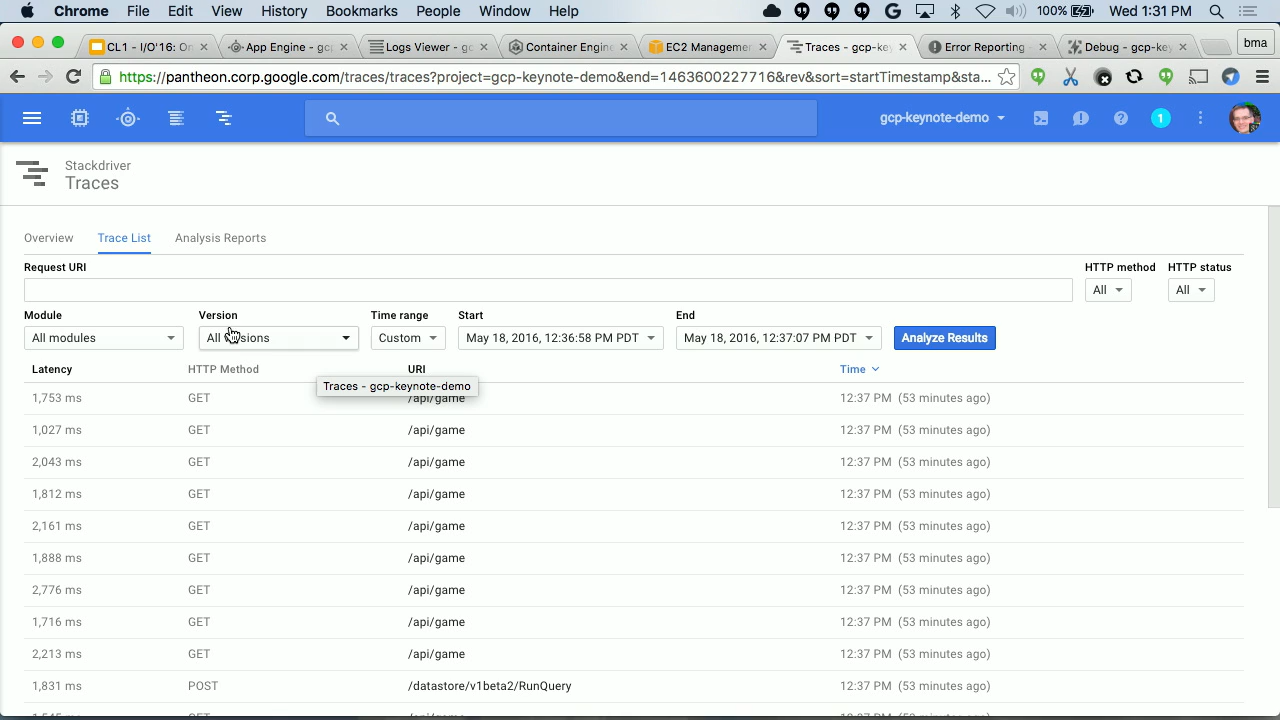 Chrome File Edit View History Bookmarks People Window Help 100% Wed 1:31 PM
CL1 - I/O'16: On App Engine - gc Logs Viewer - gc Container Engin EC2 Managemen Traces - gcp-key Error Reporting - Debug - gcp-key bma
https://pantheon.corp.google.com/traces/traces?project=gcp-keynote-demo&end=1463600227716&rev&sort=startTimestamp&sta...
gcp-keynote-demo 1
Stackdriver
Traces
Overview Trace List Analysis Reports
Request URI HTTP method HTTP status
All All
Module Version Time range Start End
All modules All versions Custom May 18, 2016, 12:36:58 PM PDT May 18, 2016, 12:37:07 PM PDT Analyze Results
Latency HTTP Method URI Time
Traces - gcp-keynote-demo
1,753 ms GET /api/game 12:37 PM (53 minutes ago)
1,027 ms GET /api/game 12:37 PM (53 minutes ago)
2,043 ms GET /api/game 12:37 PM (53 minutes ago)
1,812 ms GET /api/game 12:37 PM (53 minutes ago)
2,161 ms GET /api/game 12:37 PM (53 minutes ago)
1,888 ms GET /api/game 12:37 PM (53 minutes ago)
2,776 ms GET /api/game 12:37 PM (53 minutes ago)
1,716 ms GET /api/game 12:37 PM (53 minutes ago)
2,213 ms GET /api/game 12:37 PM (53 minutes ago)
1,831 ms POST /datastore/v1beta2/RunQuery 12:37 PM (53 minutes ago)